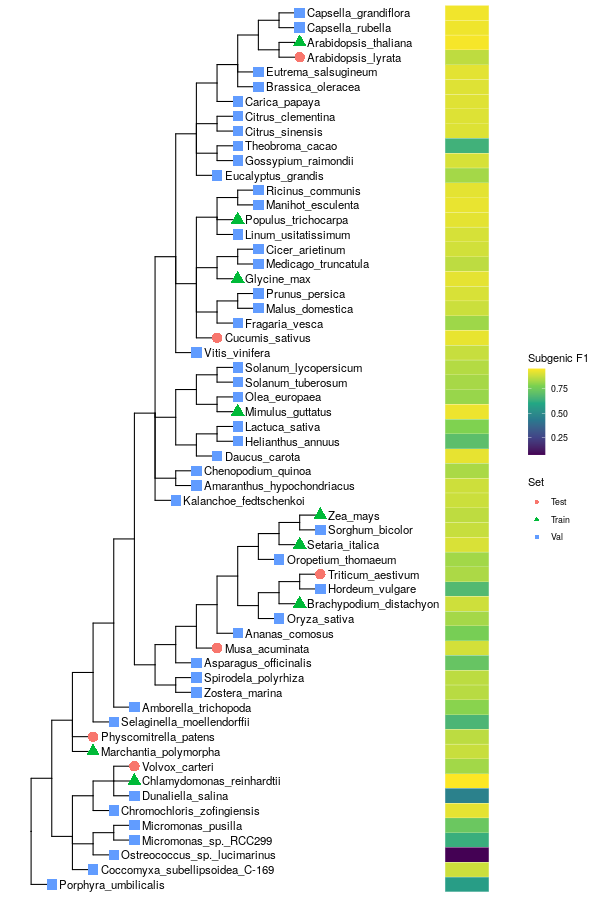 Capsella_grandiflora
Capsella_rubella
Arabidopsis_thaliana
Arabidopsis_lyrata
Eutrema_salsugineum
Brassica_oleracea
Carica_papaya
Citrus_clementina
Citrus_sinensis
Theobroma_cacao
Gossypium_raimondii
Eucalyptus_grandis
Ricinus_communis
Manihot_esculenta
Populus_trichocarpa
Linum_usitatissimum
Cicer_arietinum
Medicago_truncatula
Glycine_max
Prunus_persica
Malus_domestica
Fragaria_vesca
Cucumis_sativus
Vitis_vinifera
Solanum_lycopersicum
Solanum_tuberosum
Olea_europaea
Mimulus_guttatus
Lactuca_sativa
Helianthus_annuus
Daucus_carota
Chenopodium_quinoa
Amaranthus_hypochondriacus
Kalanchoe_fedtschenkoi
Zea_mays
Sorghum_bicolor
Setaria_italica
Oropetium_thomaeum
Triticum_aestivum
Hordeum_vulgare
Brachypodium_distachyon
Oryza_sativa
Ananas_comosus
Musa_acuminata
Asparagus_officinalis
Spirodela_polyrhiza
Zostera_marina
Amborella_trichopoda
Selaginella_moellendorffii
Physcomitrella_patens
Marchantia_polymorpha
Volvox_carteri
Chlamydomonas_reinhardtii
Dunaliella_salina
Chromochloris_zofingiensis
Micromonas_pusilla
Micromonas_sp._RCC299
Ostreococcus_sp._lucimarinus
Coccomyxa_subellipsoidea_C-169
Porphyra_umbilicalis
Subgenic F1
0.75
0.50
0.25
Set
Test
Train
Val